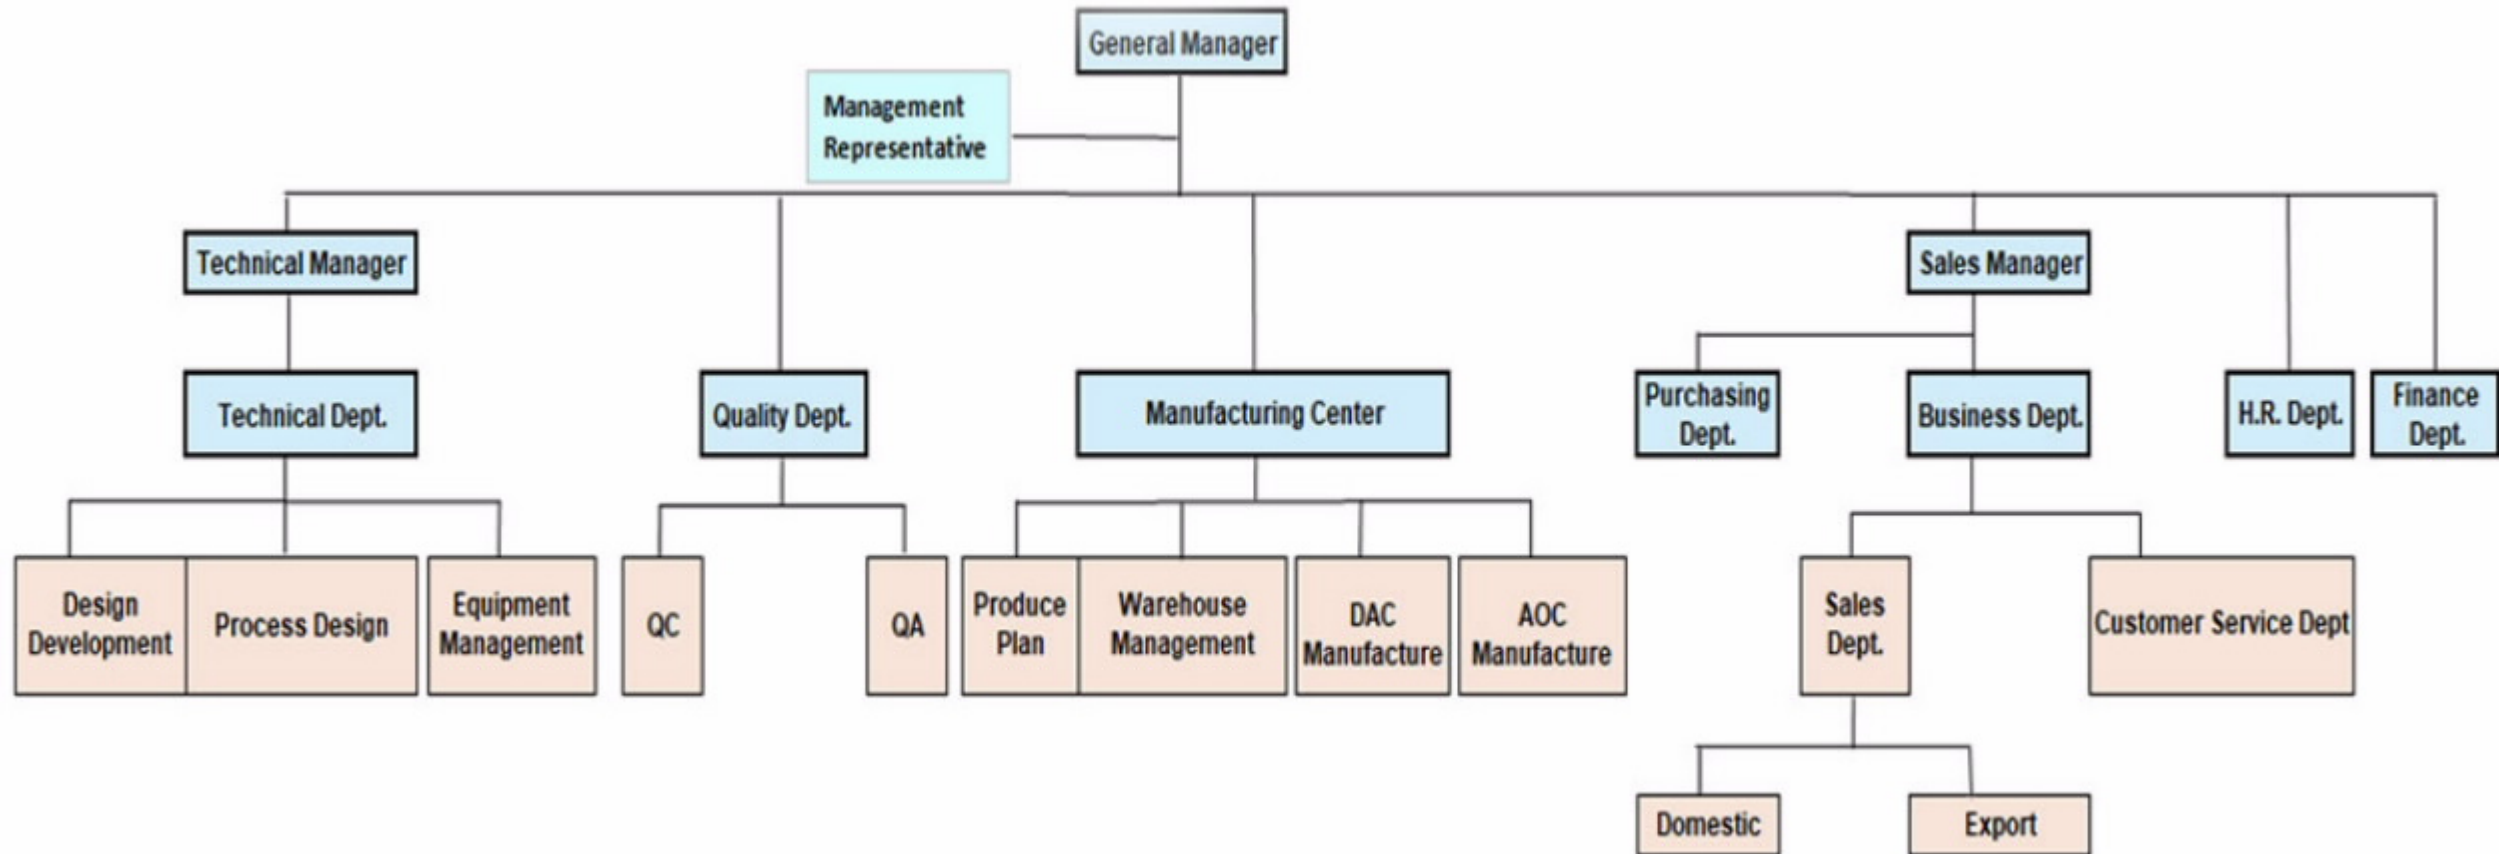 General Manager
Management
Representative
Technical Manager
Sales Manager
Technical Dept.
Quality Dept.
Manufacturing Center
Purchasing
Dept.
Business Dept.
H.R. Dept.
Finance
Dept.
Design
Development
Process Design
Equipment
Management
QC
QA
Produce
Plan
Warehouse
Management
DAC
Manufacture
AOC
Manufacture
Sales
Dept.
Customer Service Dept
Domestic
Export